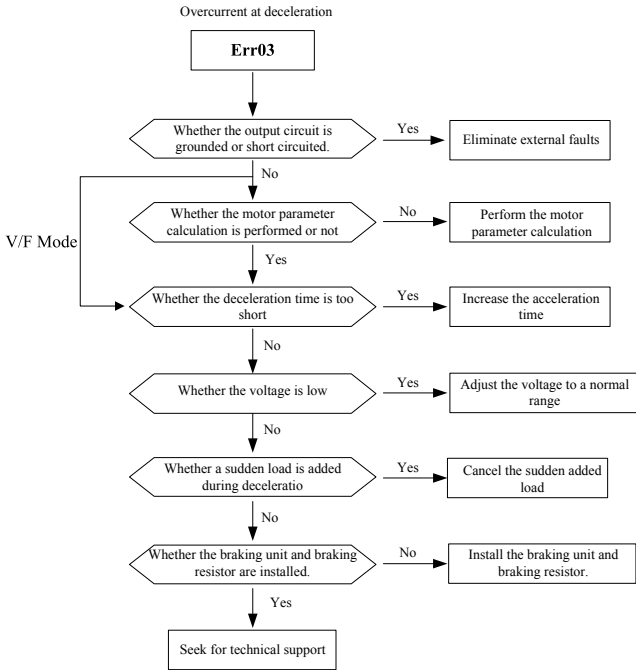 Overcurrent at deceleration
Err03
Whether the output circuit is
grounded or short circuited.
Yes
Eliminate external faults
No
V/F Mode
Whether the motor parameter
calculation is performed or not
No
Perform the motor
parameter calculation
Yes
Whether the deceleration time is too
short
Yes
Increase the acceleration
time
No
Whether the voltage is low
Yes
Adjust the voltage to a normal
range
No
Whether a sudden load is added
during deceleratio
Yes
Cancel the sudden added
load
No
Whether the braking unit and braking
resistor are installed.
No
Install the braking unit and
braking resistor.
Yes
Seek for technical support